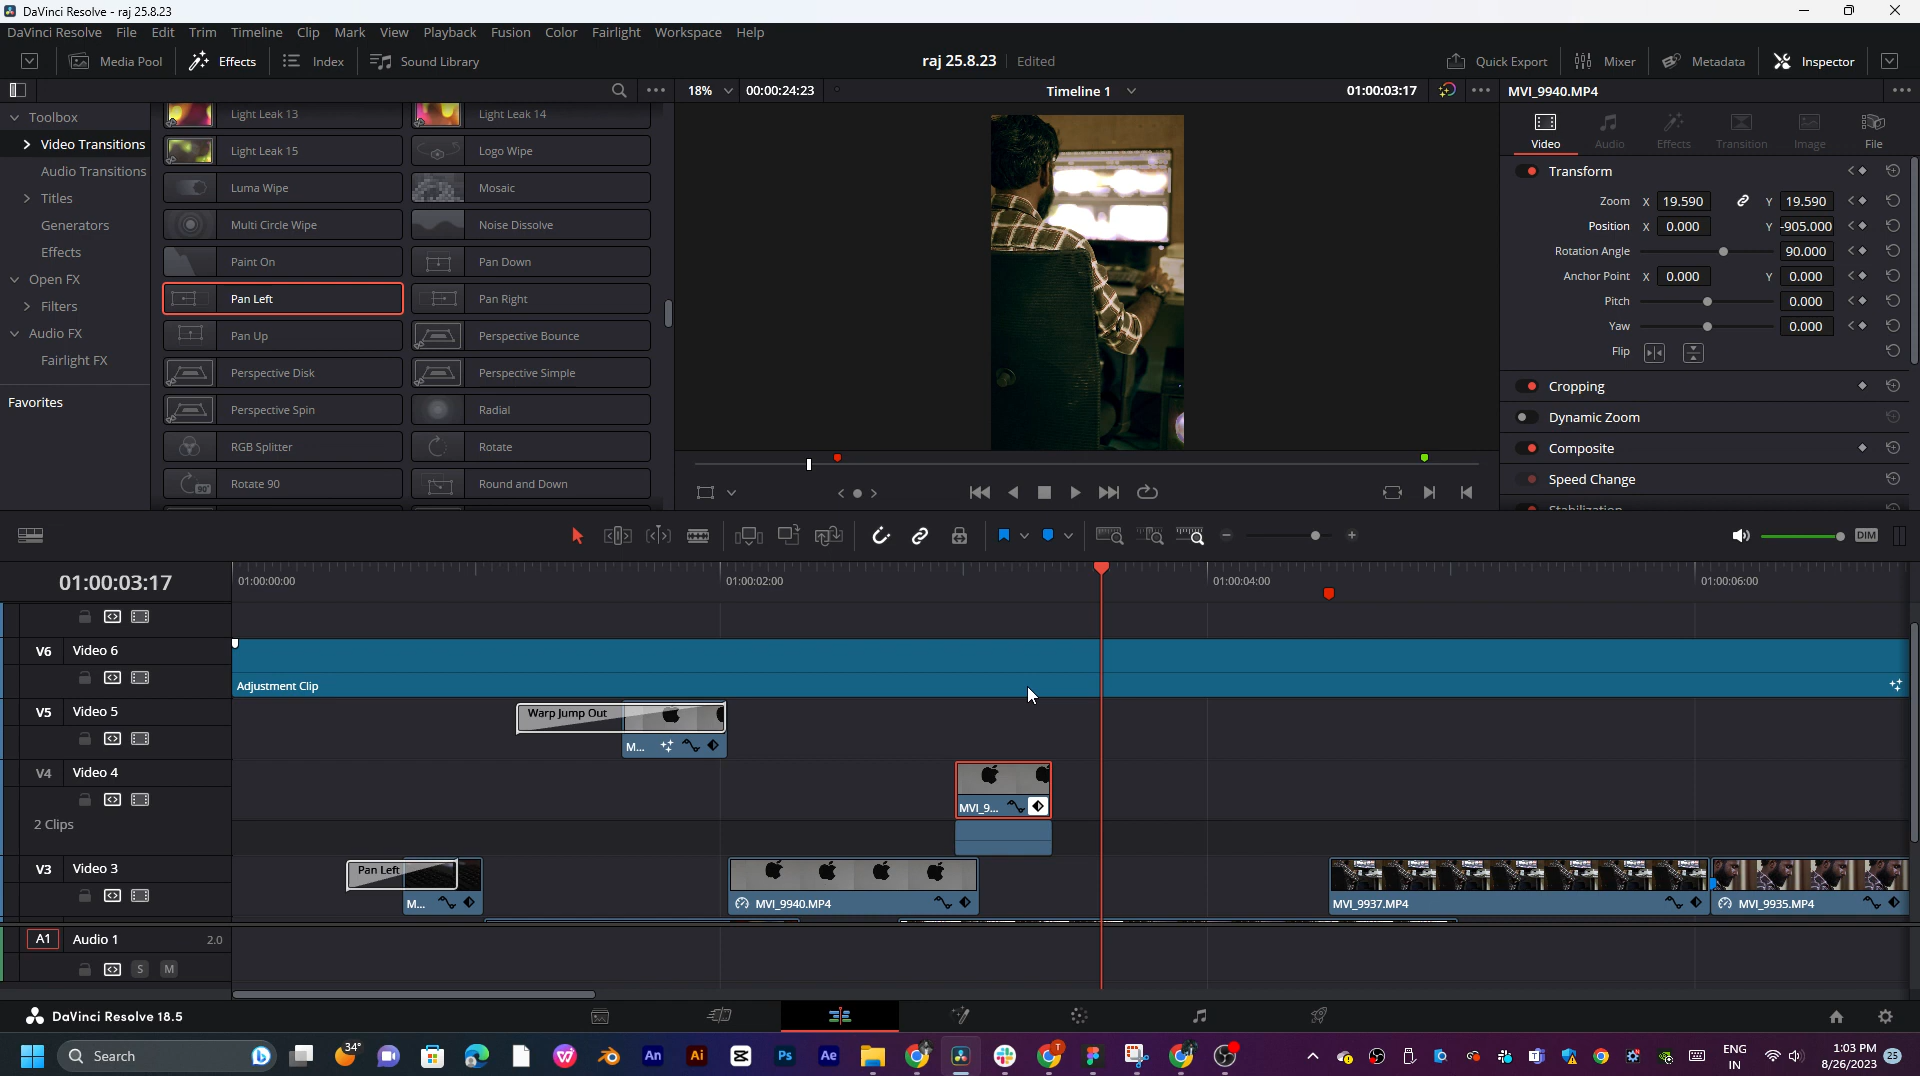 DaVinci Resolve - raj 25.8.23
DaVinci Resolve File Edit Trim Timeline Clip Mark View Playback Fusion Color Fairlight Workspace Help
Media Pool Effects Index Sound Library raj 25.8.23 Edited Quick Export Mixer Metadata Inspector
18% 00:00:24:23 Timeline 1 01:00:03:17 MVI_9940.MP4
Toolbox
Video Transitions
Audio Transitions
Titles
Generators
Effects
Open FX
Filters
Audio FX
Fairlight FX
Favorites
Light Leak 13 Light Leak 14
Light Leak 15 Logo Wipe
Luma Wipe Mosaic
Multi Circle Wipe Noise Dissolve
Paint On Pan Down
Pan Left Pan Right
Pan Up Perspective Bounce
Perspective Disk Perspective Simple
Perspective Spin Radial
RGB Splitter Rotate
Rotate 90 Round and Down
Video Audio Effects Transition Image File
Transform
Zoom X 19.590 Y 19.590
Position X 0.000 Y -905.000
Rotation Angle 90.000
Anchor Point X 0.000 Y 0.000
Pitch 0.000
Yaw 0.000
Flip
Cropping
Dynamic Zoom
Composite
Speed Change
Stabilization
DIM
01:00:03:17 01:00:00:00 01:00:02:00 01:00:04:00 01:00:06:00
V6 Video 6
Adjustment Clip
V5 Video 5
Warp Jump Out
M...
V4 Video 4
MVI_9...
2 Clips
V3 Video 3
Pan Left
M... MVI_9940.MP4 MVI_9937.MP4 MVI_9935.MP4
A1 Audio 1 2.0
S M
DaVinci Resolve 18.5
Search 34° An Ai Ps Ae T ENG
IN 1:03 PM
8/26/2023 25